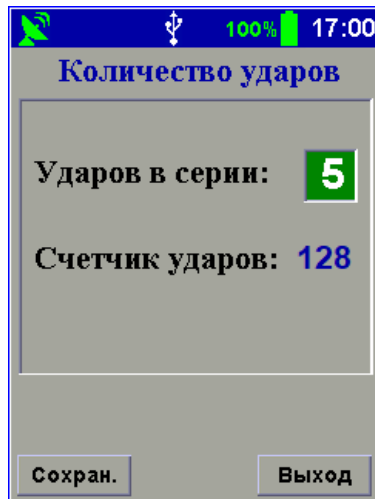 100% 17:00
Количество ударов
Ударов в серии: 5
Счетчик ударов: 128
Сохран. Выход